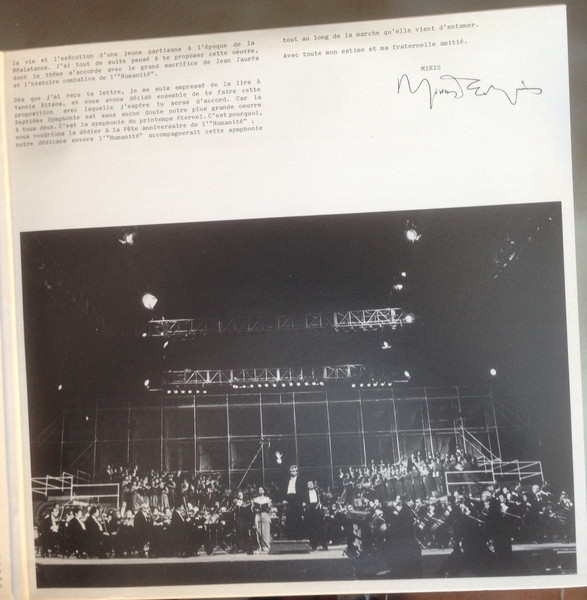 la vie et l'exécution d'une jeune partisane à l'époque de la
Résistance. J'ai tout de suite pensé à te proposer cette oeuvre,
dont le thème s'accorde avec le grand sacrifice de Jean Jaurès
et l'histoire combative de l'"Humanité".
Dès que j'ai reçu ta lettre, je me suis empressé de la lire à
Yannis Ritsos, et nous avons décidé ensemble de te faire cette
proposition avec laquelle j'espère tu seras d'accord. Car la
Septième Symphonie est sans aucun doute notre plus grande oeuvre
à tous deux. C'est la symphonie du printemps éternel. C'est pourquoi,
nous voudrions la dédier à la Fête anniversaire de l'"Humanité" ;
notre dédicace envers l'"Humanité" accompagnerait cette symphonie
tout au long de la marche qu'elle vient d'entamer.
Avec toute mon estime et ma fraternelle amitié.
MIKIS